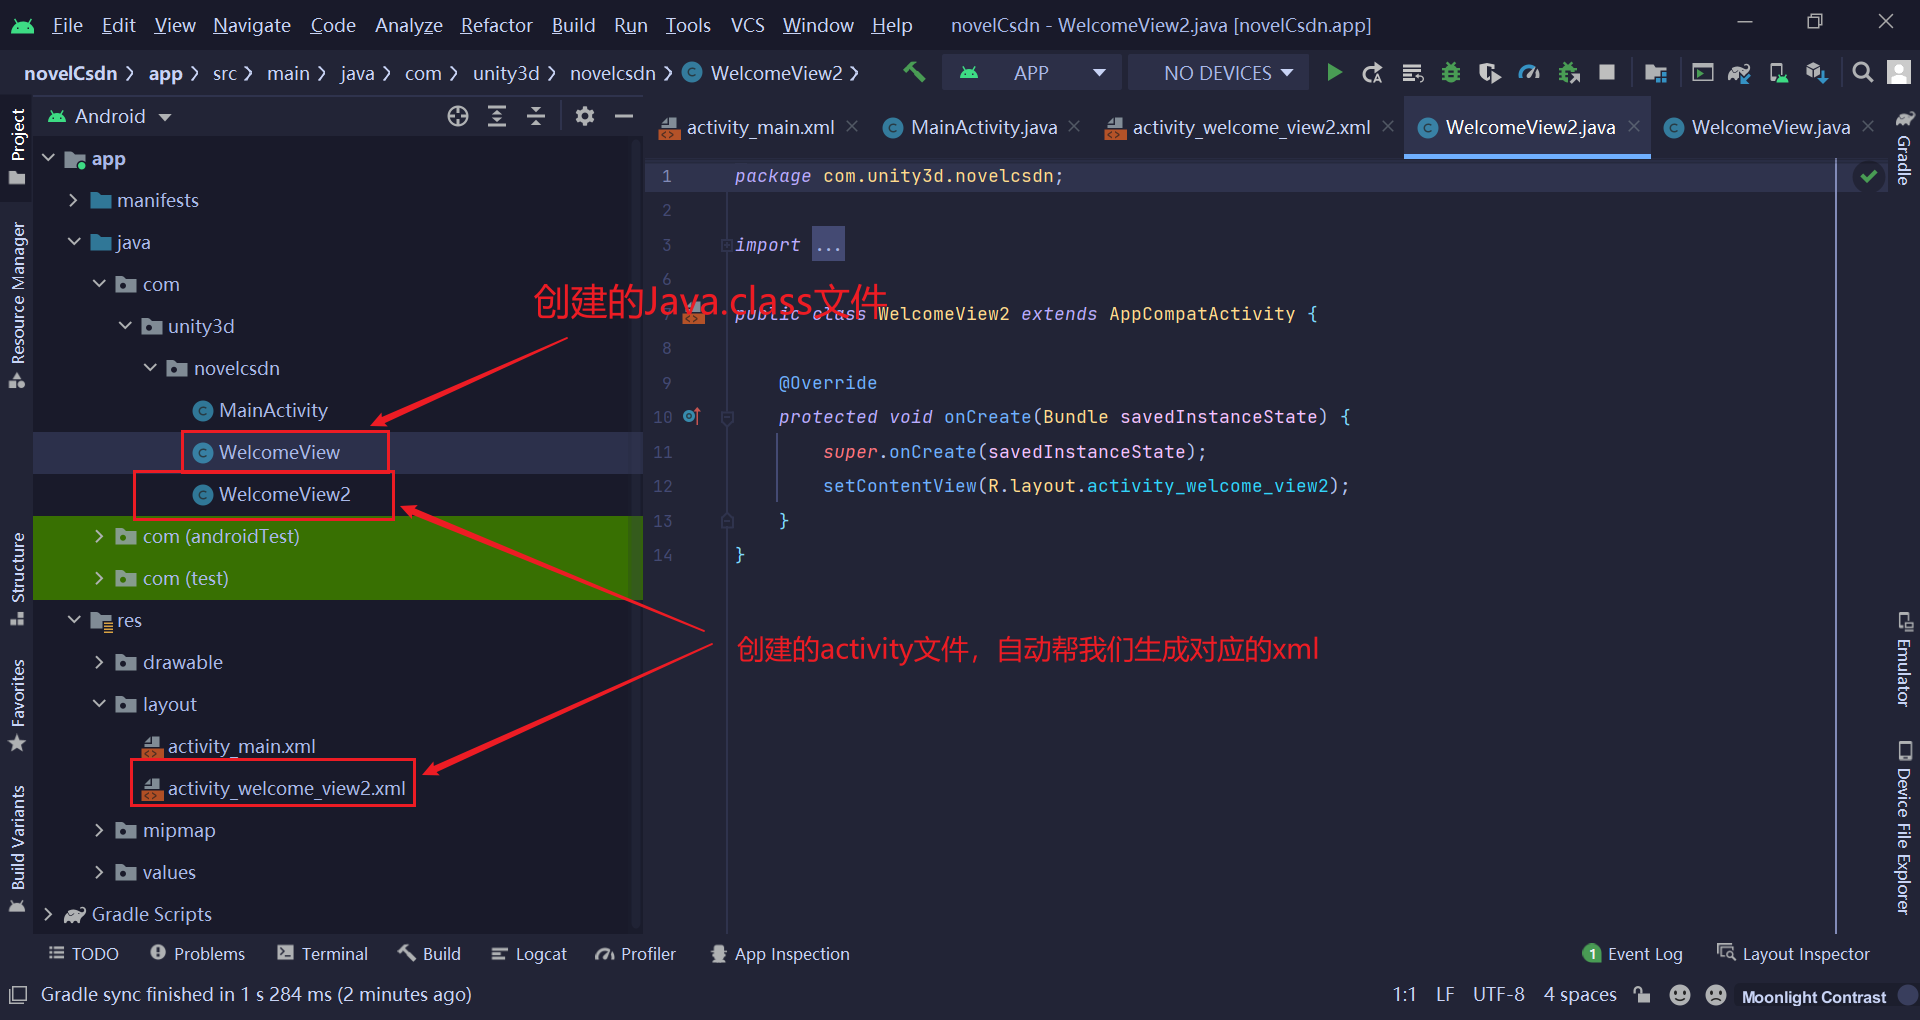 File Edit View Navigate Code Analyze Refactor Build Run Tools VCS Window Help novelCsdn - WelcomeView2.java [novelCsdn.app]
novelCsdn app src main java com unity3d novelcsdn WelcomeView2 APP NO DEVICES
Android
activity_main.xml MainActivity.java activity_welcome_view2.xml WelcomeView2.java WelcomeView.java
Project
Resource Manager
Structure
Favorites
Build Variants
app
manifests
java
com
unity3d
novelcsdn
MainActivity
WelcomeView
WelcomeView2
com (androidTest)
com (test)
res
drawable
layout
activity_main.xml
activity_welcome_view2.xml
mipmap
values
Gradle Scripts
创建的Java.class文件
创建的activity文件，自动帮我们生成对应的xml
1 package com.unity3d.novelcsdn;
2
3 import ...
6
7 public class WelcomeView2 extends AppCompatActivity {
8
9 @Override
10 protected void onCreate(Bundle savedInstanceState) {
11 super.onCreate(savedInstanceState);
12 setContentView(R.layout.activity_welcome_view2);
13 }
14 }
Gradle
Emulator
Device File Explorer
TODO Problems Terminal Build Logcat Profiler App Inspection 1 Event Log Layout Inspector
Gradle sync finished in 1 s 284 ms (2 minutes ago) 1:1 LF UTF-8 4 spaces Moonlight Contrast